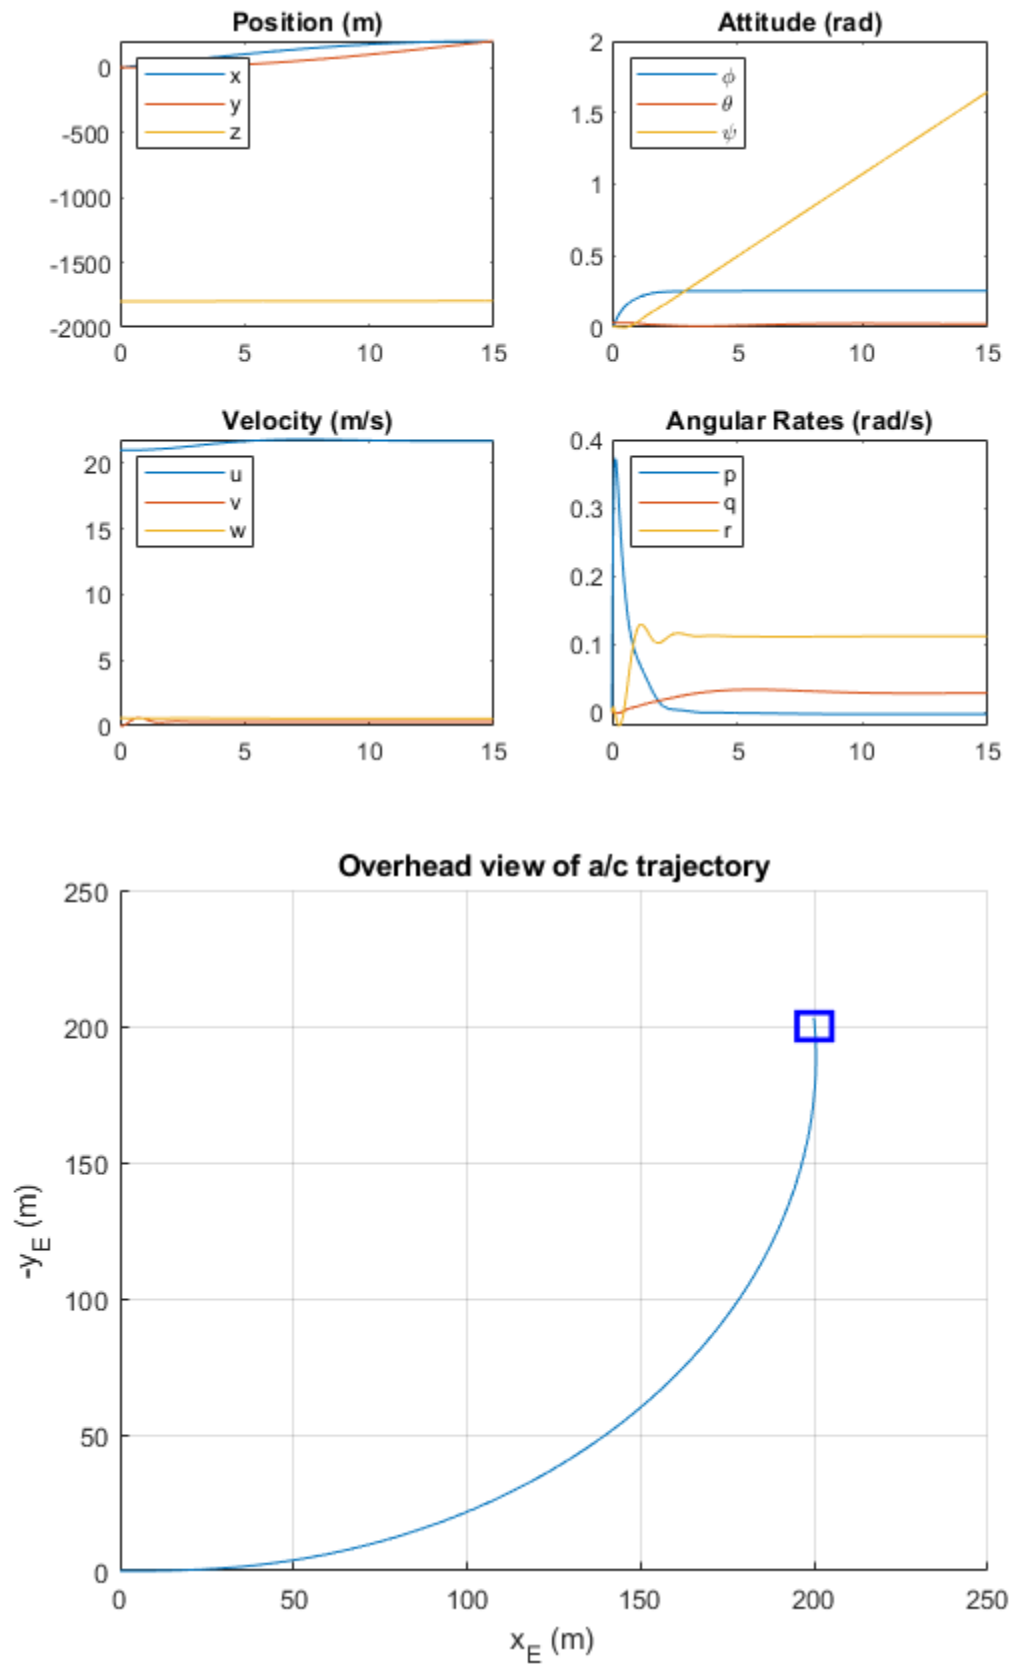 Position (m)
0
-500
-1000
-1500
-2000
x
y
z
0 5 10 15
Attitude (rad)
2
1.5
1
0.5
0
ϕ
θ
ψ
0 5 10 15
Velocity (m/s)
20
15
10
5
0
u
v
w
0 5 10 15
Angular Rates (rad/s)
0.4
0.3
0.2
0.1
0
p
q
r
0 5 10 15
Overhead view of a/c trajectory
250
200
150
100
50
0
-y_E (m)
0 50 100 150 200 250
x_E (m)